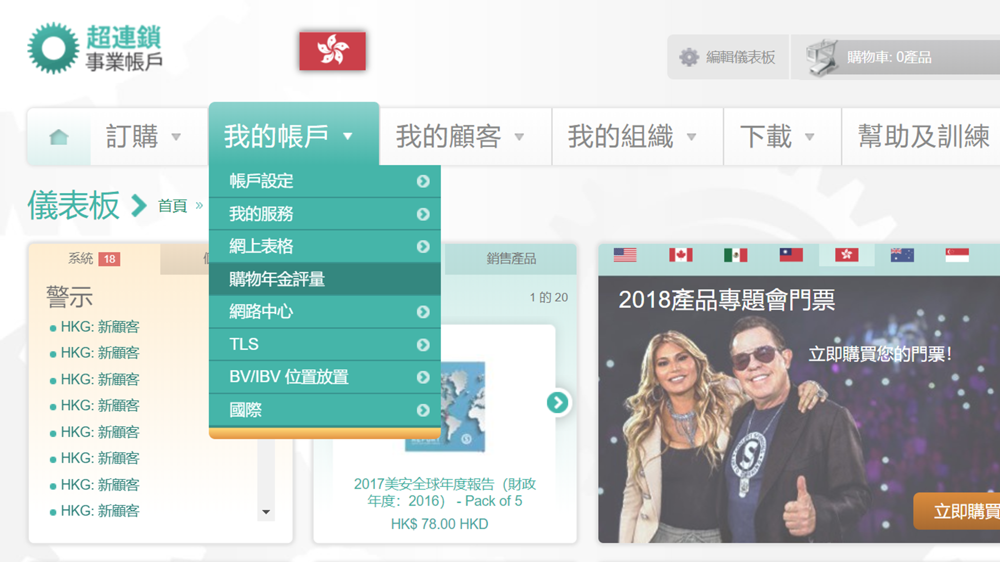 超連鎖
事業帳戶
編輯儀表板
購物車: 0產品
訂購
我的帳戶
我的顧客
我的組織
下載
幫助及訓練
儀表板
首頁 »
帳戶設定
我的服務
網上表格
購物年金評量
網路中心
TLS
BV/IBV 位置放置
國際
系統 18
銷售產品
警示
HKG: 新顧客
HKG: 新顧客
HKG: 新顧客
HKG: 新顧客
HKG: 新顧客
HKG: 新顧客
HKG: 新顧客
HKG: 新顧客
1 的 20
2017美安全球年度報告（財政
年度：2016） - Pack of 5
HK$ 78.00 HKD
2018產品專題會門票
立即購買您的門票!
立即購買